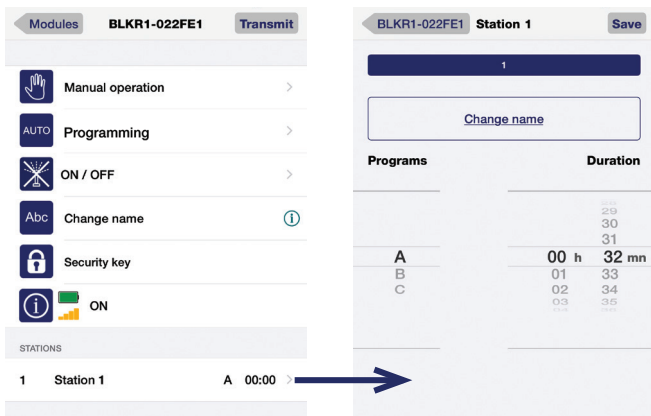 Modules BLKR1-022FE1 Transmit
Manual operation
AUTO Programming
ON / OFF
Abc Change name
Security key
ON
STATIONS
1 Station 1 A 00:00
BLKR1-022FE1 Station 1 Save
1
Change name
Programs Duration
29
30
31
A 00 h 32 mn
B 01 33
C 02 34
03 35